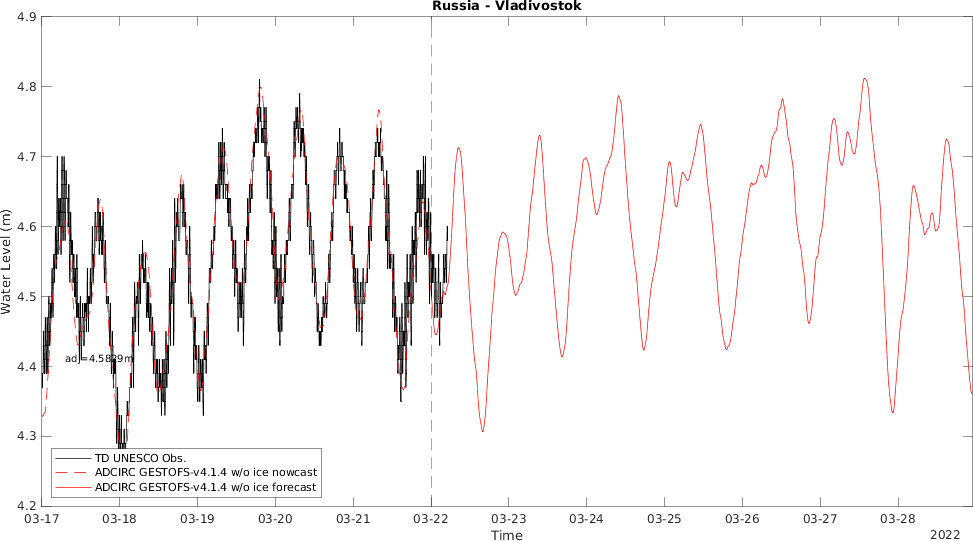 Russia - Vladivostok
4.9
4.8
4.7
4.6
4.5
4.4
4.3
4.2
Water Level (m)
adj=4.5829m
TD UNESCO Obs.
ADCIRC GESTOFS-v4.1.4 w/o ice nowcast
ADCIRC GESTOFS-v4.1.4 w/o ice forecast
03-17 03-18 03-19 03-20 03-21 03-22 03-23 03-24 03-25 03-26 03-27 03-28
Time
2022